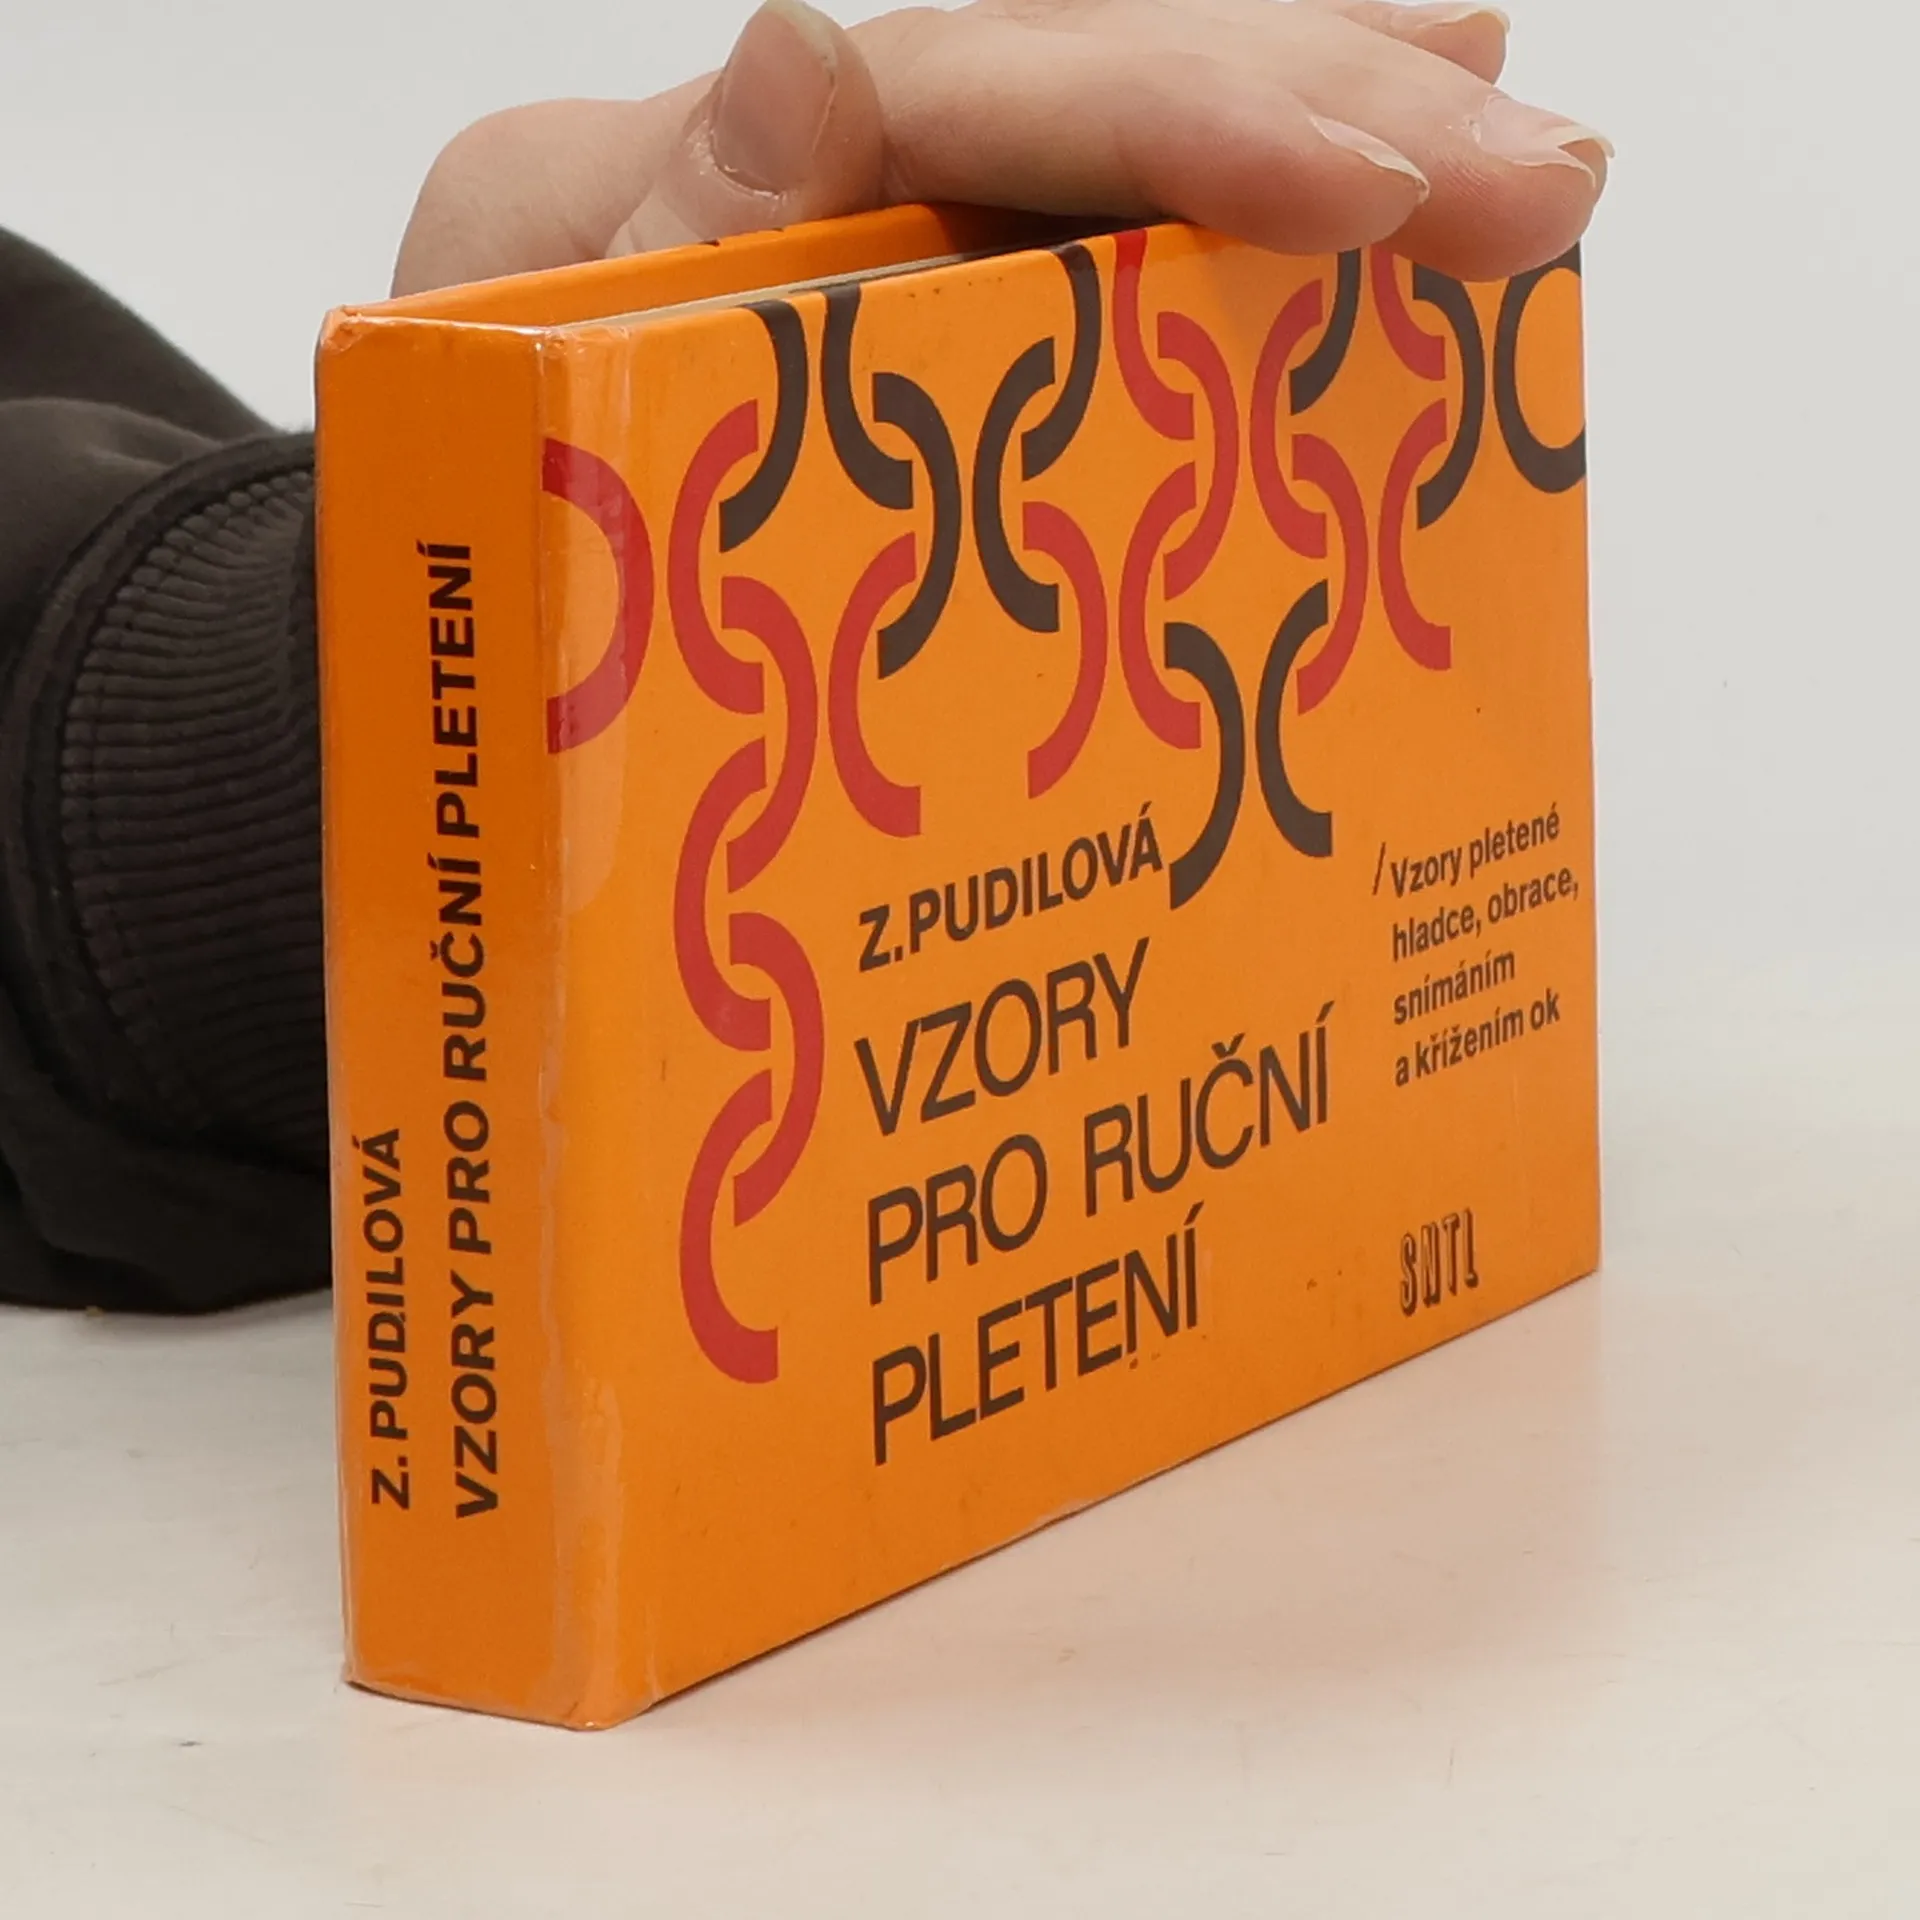 Z. PUDILOVÁ
VZORY PRO RUČNÍ PLETENÍ
Z. PUDILOVÁ
VZORY
PRO RUČNÍ
PLETENÍ
/ Vzory pletené
hladce, obrace,
snímáním
a křížením ok
SNTL